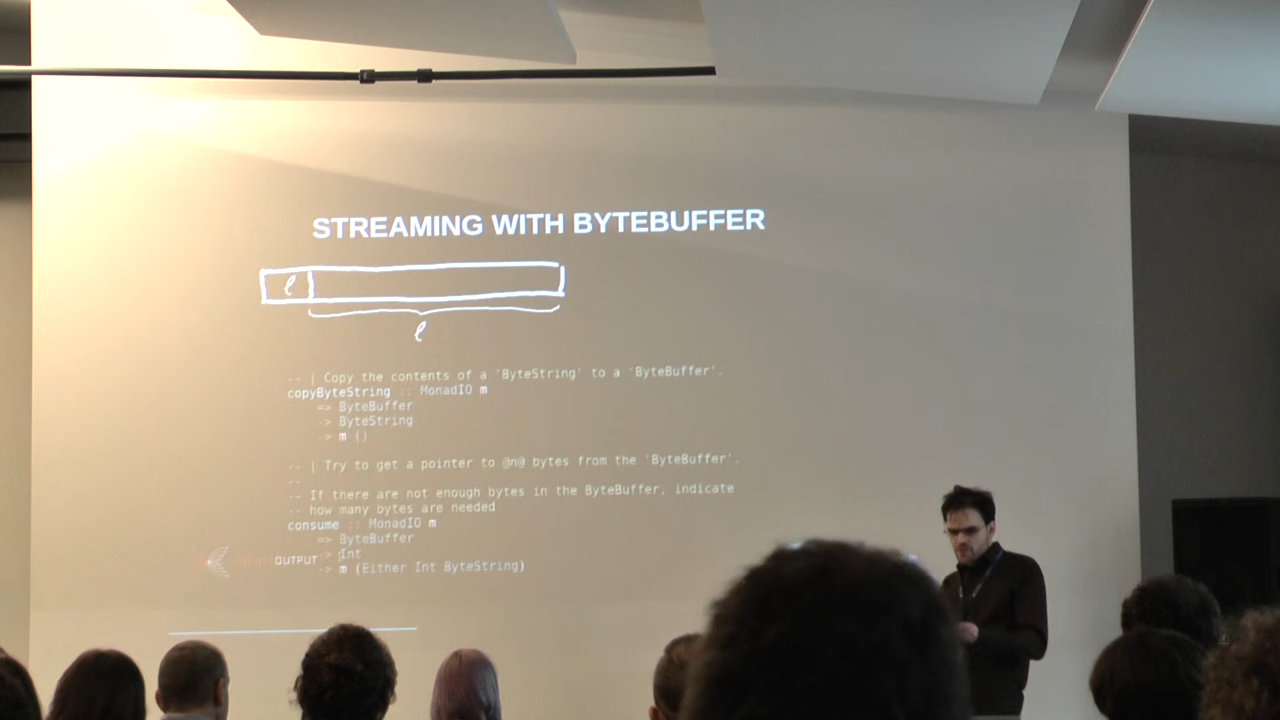 STREAMING WITH BYTEBUFFER
ℓ
ℓ
-- | Copy the contents of a 'ByteString' to a 'ByteBuffer'.
copyByteString :: MonadIO m
=> ByteBuffer
-> ByteString
-> m ()
-- | Try to get a pointer to @n@ bytes from the 'ByteBuffer'.
--
-- If there are not enough bytes in the ByteBuffer, indicate
-- how many bytes are needed
consume :: MonadIO m
=> ByteBuffer
-> Int
-> m (Either Int ByteString)
OUTPUT